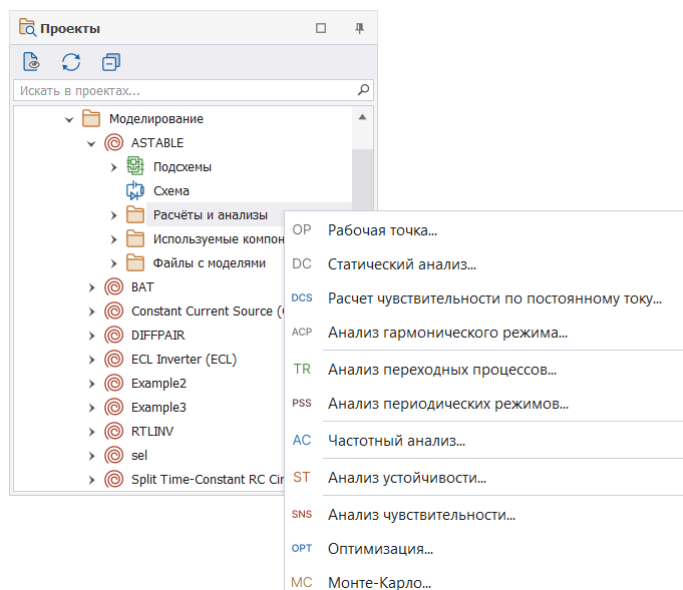 Проекты
Искать в проектах...
Моделирование
ASTABLE
Подсхемы
Схема
Расчёты и анализы
Используемые компон
Файлы с моделями
BAT
Constant Current Source (
DIFFPAIR
ECL Inverter (ECL)
Example2
Example3
RTLINV
sel
Split Time-Constant RC Cir
OP Рабочая точка...
DC Статический анализ...
DCS Расчет чувствительности по постоянному току...
ACP Анализ гармонического режима...
TR Анализ переходных процессов...
PSS Анализ периодических режимов...
AC Частотный анализ...
ST Анализ устойчивости...
SNS Анализ чувствительности...
OPT Оптимизация...
MC Монте-Карло...